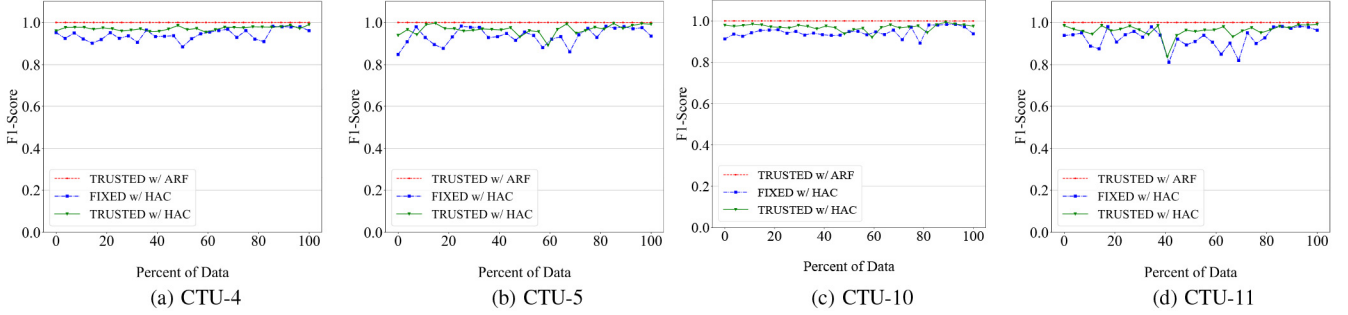 F1-Score
1.0
0.8
0.6
0.4
0.2
0.0
TRUSTED w/ ARF
FIXED w/ HAC
TRUSTED w/ HAC
0 20 40 60 80 100
Percent of Data
(a) CTU-4
F1-Score
1.0
0.8
0.6
0.4
0.2
0.0
TRUSTED w/ ARF
FIXED w/ HAC
TRUSTED w/ HAC
0 20 40 60 80 100
Percent of Data
(b) CTU-5
F1-Score
1.0
0.8
0.6
0.4
0.2
0.0
TRUSTED w/ ARF
FIXED w/ HAC
TRUSTED w/ HAC
0 20 40 60 80 100
Percent of Data
(c) CTU-10
F1-Score
1.0
0.8
0.6
0.4
0.2
0.0
TRUSTED w/ ARF
FIXED w/ HAC
TRUSTED w/ HAC
0 20 40 60 80 100
Percent of Data
(d) CTU-11